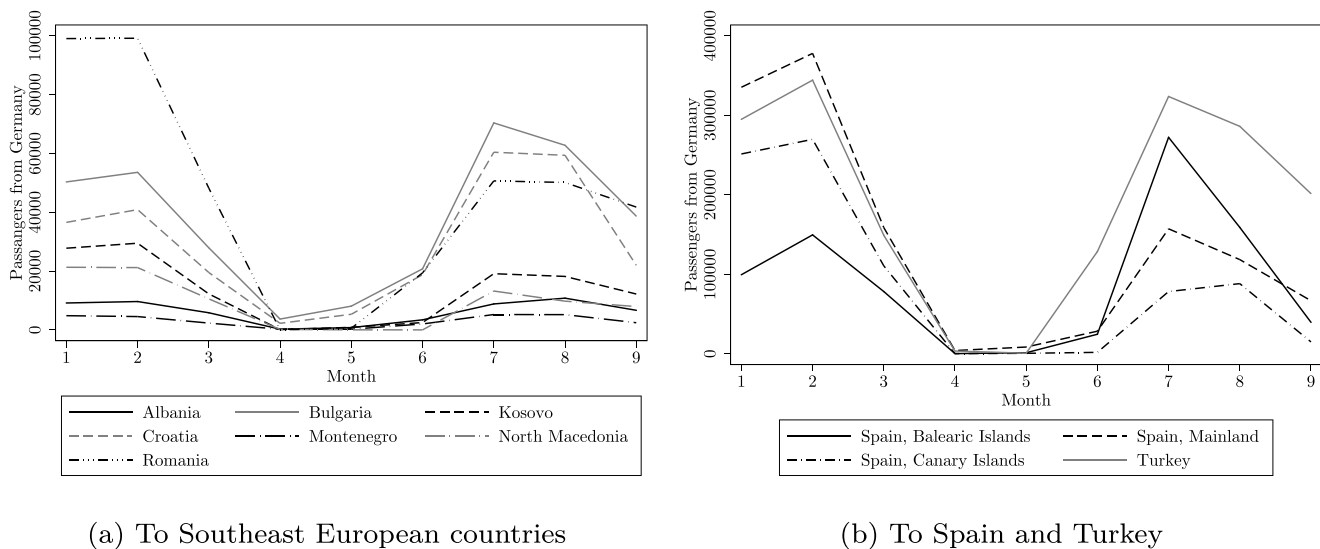 Passangers from Germany
100000
80000
60000
40000
20000
0
1 2 3 4 5 6 7 8 9
Month
Albania Bulgaria Kosovo
Croatia Montenegro North Macedonia
Romania
(a) To Southeast European countries
Passengers from Germany
400000
300000
200000
100000
0
1 2 3 4 5 6 7 8 9
Month
Spain, Balearic Islands Spain, Mainland
Spain, Canary Islands Turkey
(b) To Spain and Turkey